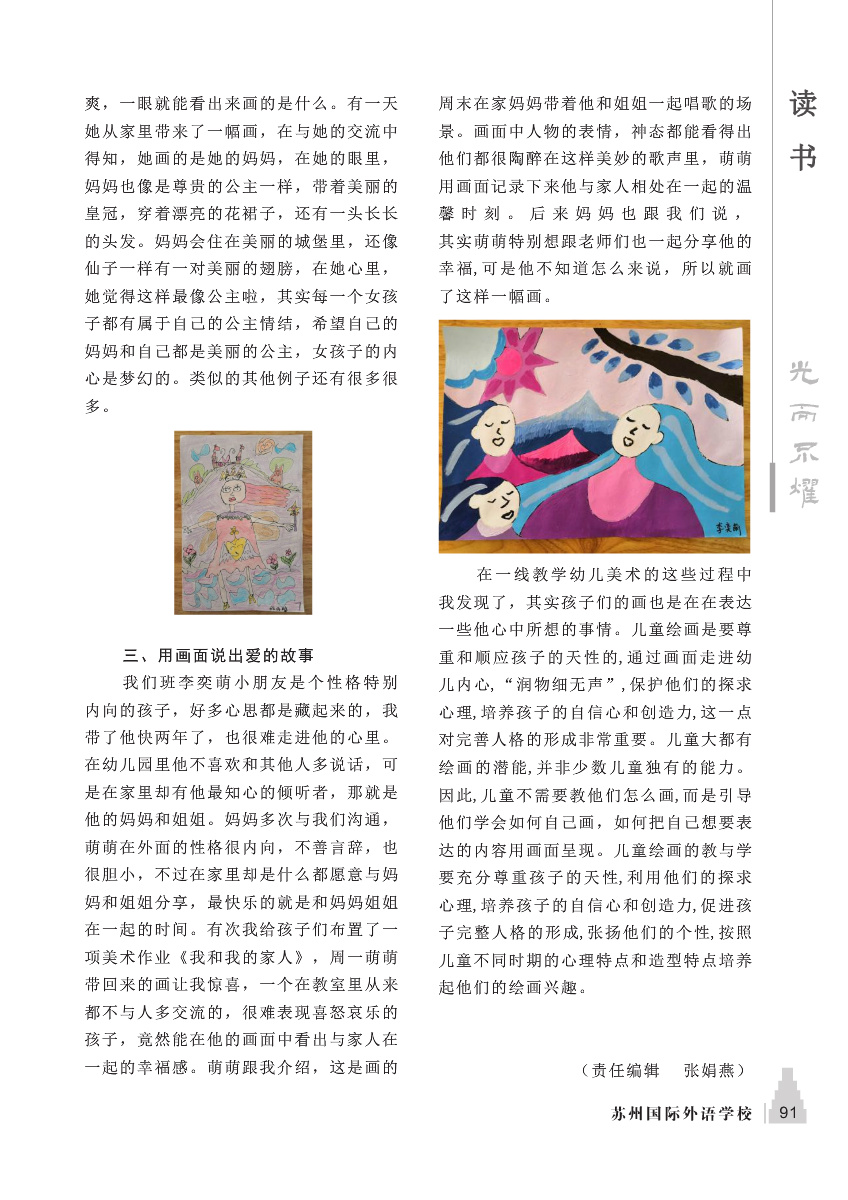 爽，一眼就能看出来画的是什么。有一天
她从家里带来了一幅画，在与她的交流中
得知，她画的是她的妈妈，在她的眼里，
妈妈也像是尊贵的公主一样，带着美丽的
皇冠，穿着漂亮的花裙子，还有一头长长
的头发。妈妈会住在美丽的城堡里，还像
仙子一样有一对美丽的翅膀，在她心里，
她觉得这样最像公主啦，其实每一个女孩
子都有属于自己的公主情结，希望自己的
妈妈和自己都是美丽的公主，女孩子的内
心是梦幻的。类似的其他例子还有很多很
多。
三、用画面说出爱的故事
我们班李奕萌小朋友是个性格特别
内向的孩子，好多心思都是藏起来的，我
带了他快两年了，也很难走进他的心里。
在幼儿园里他不喜欢和其他人多说话，可
是在家里却有他最知心的倾听者，那就是
他的妈妈和姐姐。妈妈多次与我们沟通，
萌萌在外面的性格很内向，不善言辞，也
很胆小，不过在家里却是什么都愿意与妈
妈和姐姐分享，最快乐的就是和妈妈姐姐
在一起的时间。有次我给孩子们布置了一
项美术作业《我和我的家人》，周一萌萌
带回来的画让我惊喜，一个在教室里从来
都不与人多交流的，很难表现喜怒哀乐的
孩子，竟然能在他的画面中看出与家人在
一起的幸福感。萌萌跟我介绍，这是画的
周末在家妈妈带着他和姐姐一起唱歌的场
景。画面中人物的表情，神态都能看得出
他们都很陶醉在这样美妙的歌声里，萌萌
用画面记录下来他与家人相处在一起的温
馨时刻。后来妈妈也跟我们说，
其实萌萌特别想跟老师们也一起分享他的
幸福,可是他不知道怎么来说，所以就画
了这样一幅画。
李奕萌
在一线教学幼儿美术的这些过程中
我发现了，其实孩子们的画也是在在表达
一些他心中所想的事情。儿童绘画是要尊
重和顺应孩子的天性的,通过画面走进幼
儿内心,“润物细无声”,保护他们的探求
心理,培养孩子的自信心和创造力,这一点
对完善人格的形成非常重要。儿童大都有
绘画的潜能,并非少数儿童独有的能力。
因此,儿童不需要教他们怎么画,而是引导
他们学会如何自己画，如何把自己想要表
达的内容用画面呈现。儿童绘画的教与学
要充分尊重孩子的天性,利用他们的探求
心理,培养孩子的自信心和创造力,促进孩
子完整人格的形成,张扬他们的个性,按照
儿童不同时期的心理特点和造型特点培养
起他们的绘画兴趣。
（责任编辑 张娟燕）
读书
光而不耀
苏州国际外语学校 91